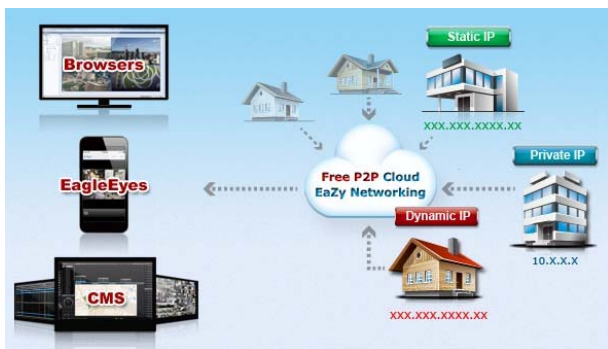 Browsers
Static IP
xxx.xxx.xxxx.xx
Free P2P Cloud
EaZy Networking
Private IP
10.x.x.x
EagleEyes
Dynamic IP
xxx.xxx.xxxx.xx
CMS